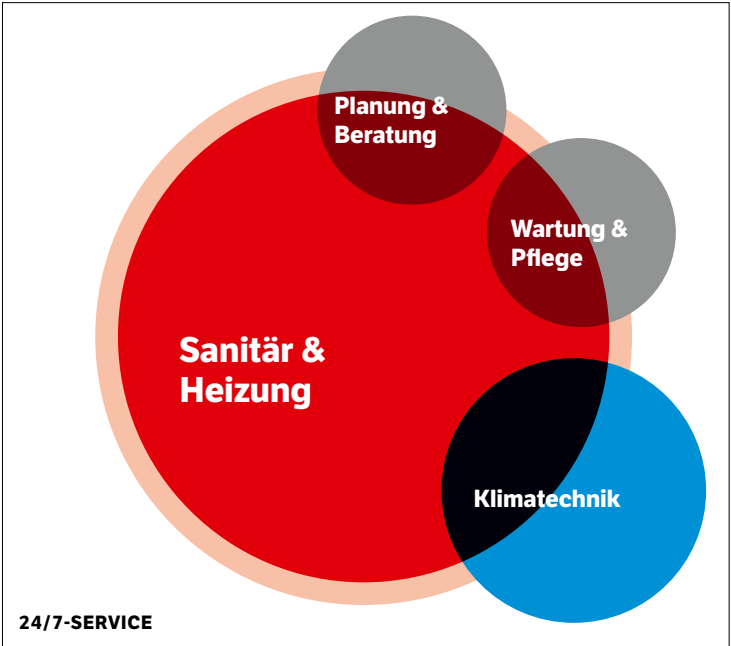 Planung &
Beratung
Wartung &
Pflege
Sanitär &
Heizung
Klimatechnik
24/7-SERVICE